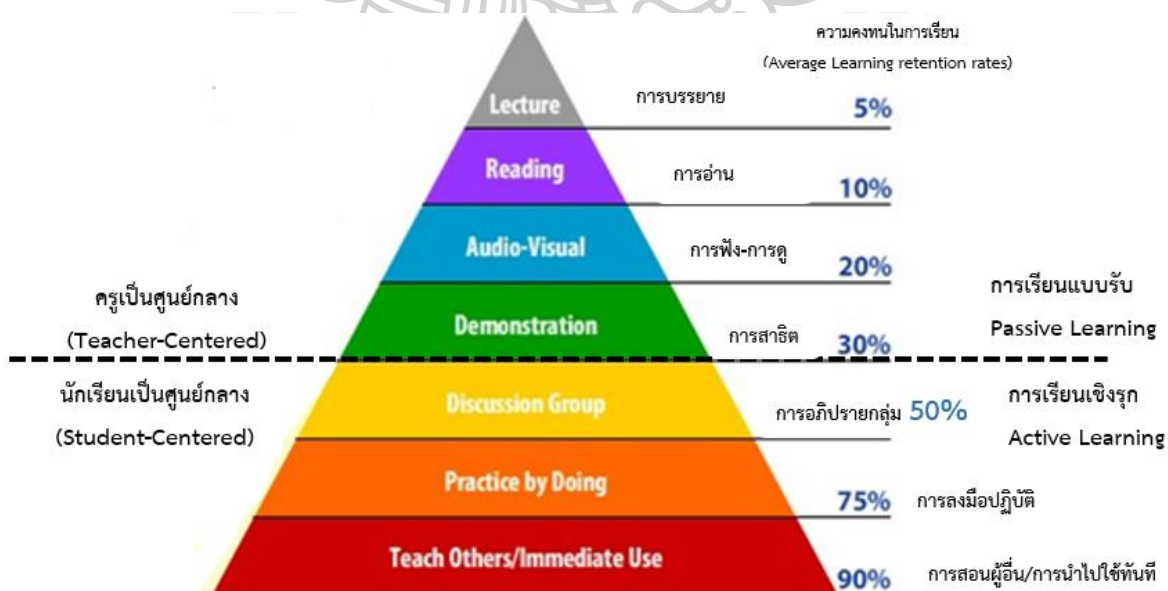 ความคงทนในการเรียน
(Average Learning retention rates)
Lecture การบรรยาย 5%
Reading การอ่าน 10%
Audio-Visual การฟัง-การดู 20%
ครูเป็นศูนย์กลาง
(Teacher-Centered)
การเรียนแบบรับ
Passive Learning
Demonstration การสาธิต 30%
นักเรียนเป็นศูนย์กลาง
(Student-Centered)
การเรียนเชิงรุก
Active Learning
Discussion Group การอภิปรายกลุ่ม 50%
Practice by Doing 75% การลงมือปฏิบัติ
Teach Others/Immediate Use 90% การสอนผู้อื่น/การนำไปใช้ทันที